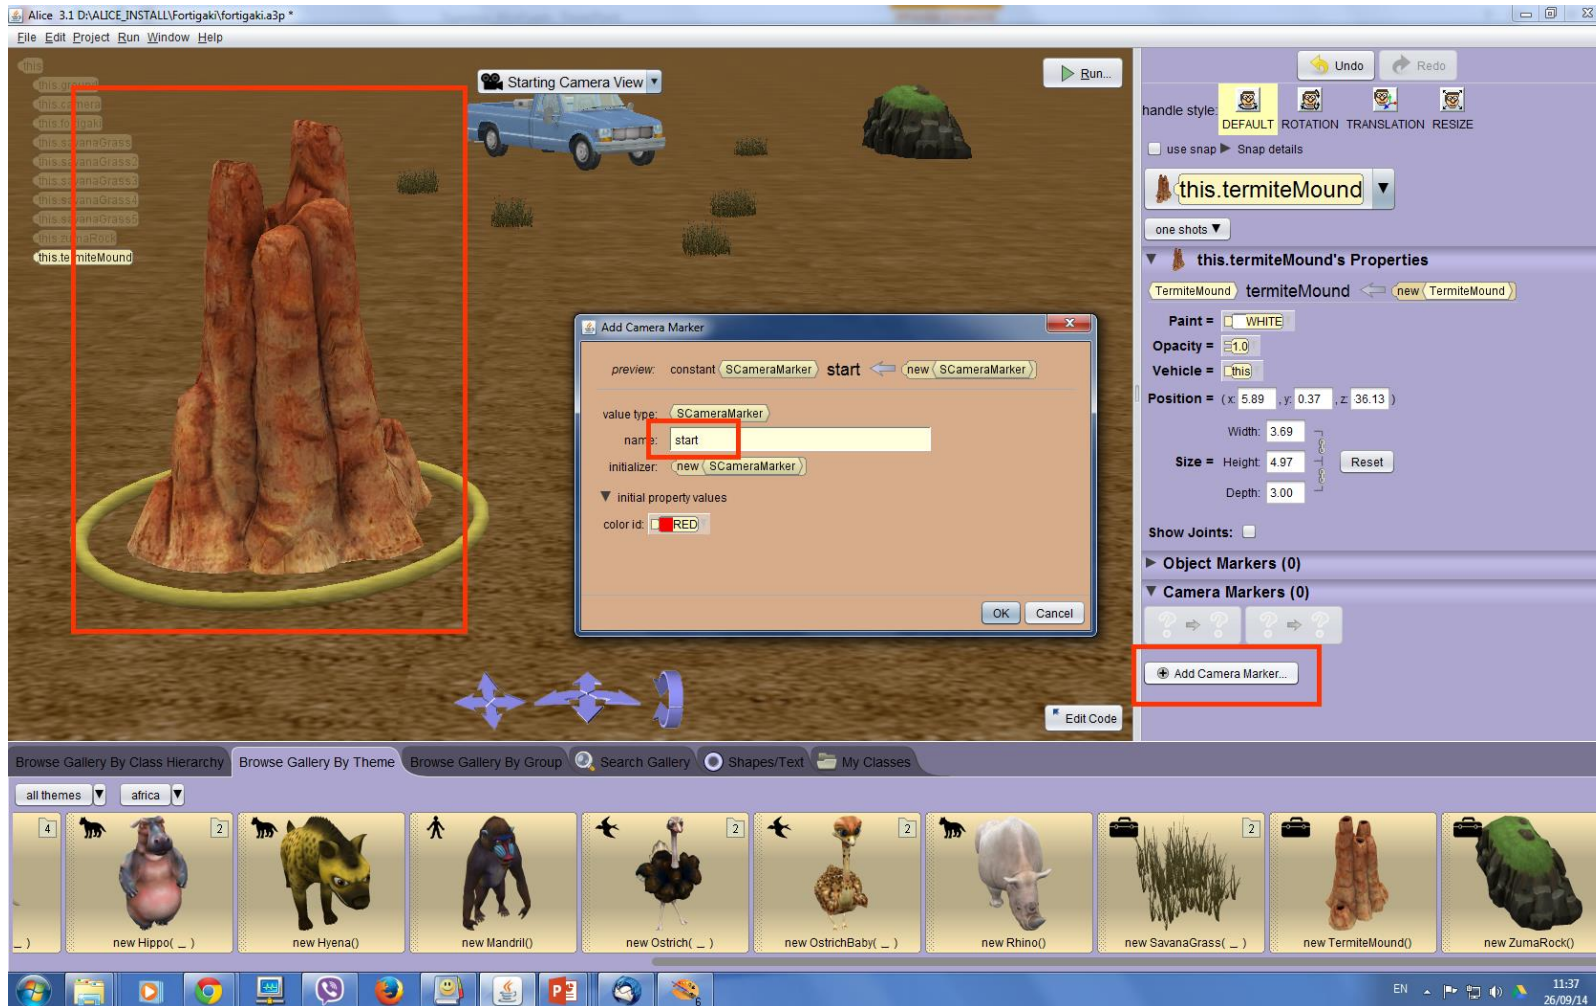 Alice 3.1 D:\ALICE_INSTALL\Fortigaki\fortigaki.a3p *
File Edit Project Run Window Help
this
this.ground
this.camera
this.fortigaki
this.savanaGrass
this.savanaGrass2
this.savanaGrass3
this.savanaGrass4
this.savanaGrass5
this.zumaRock
this.termiteMound
Starting Camera View
Run...
Undo Redo
handle style:
DEFAULT ROTATION TRANSLATION RESIZE
use snap Snap details
this.termiteMound
one shots
this.termiteMound's Properties
TermiteMound termiteMound new TermiteMound
Paint = WHITE
Opacity = 1.0
Vehicle = this
Position = (x: 5.89 , y: 0.37 , z: 36.13 )
Width: 3.69
Size = Height: 4.97 Reset
Depth: 3.00
Show Joints:
Object Markers (0)
Camera Markers (0)
? ? ? ?
Add Camera Marker...
Add Camera Marker
preview: constant SCameraMarker start new SCameraMarker
value type: SCameraMarker
name: start
initializer: new SCameraMarker
initial property values
color id: RED
OK Cancel
Edit Code
Browse Gallery By Class Hierarchy Browse Gallery By Theme Browse Gallery By Group Search Gallery Shapes/Text My Classes
all themes africa
4 2 2 2 2
_ ) new Hippo( _ ) new Hyena() new Mandril() new Ostrich( _ ) new OstrichBaby( _ ) new Rhino() new SavanaGrass( _ ) new TermiteMound() new ZumaRock()
6
EN 11:37
26/09/14